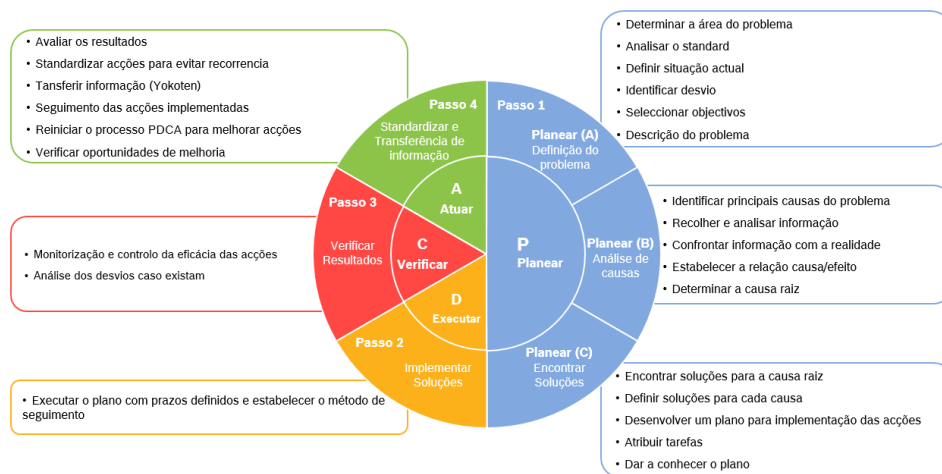 • Avaliar os resultados
• Standardizar acções para evitar recorrencia
• Tansferir informação (Yokoten)
• Seguimento das acções implementadas
• Reiniciar o processo PDCA para melhorar acções
• Verificar oportunidades de melhoria
• Determinar a área do problema
• Analisar o standard
• Definir situação actual
• Identificar desvio
• Seleccionar objectivos
• Descrição do problema
Passo 4
Standardizar e
Transferência de
informação
Passo 1
Planear (A)
Definição do
problema
A
Atuar
Passo 3
Verificar
Resultados
C
Verificar
P
Planear
Planear (B)
Análise de
causas
D
Executar
Passo 2
Implementar
Soluções
Planear (C)
Encontrar
Soluções
• Monitorização e controlo da eficácia das acções
• Análise dos desvios caso existam
• Identificar principais causas do problema
• Recolher e analisar informação
• Confrontar informação com a realidade
• Estabelecer a relação causa/efeito
• Determinar a causa raiz
• Executar o plano com prazos definidos e estabelecer o método de
seguimento
• Encontrar soluções para a causa raiz
• Definir soluções para cada causa
• Desenvolver um plano para implementação das acções
• Atribuir tarefas
• Dar a conhecer o plano